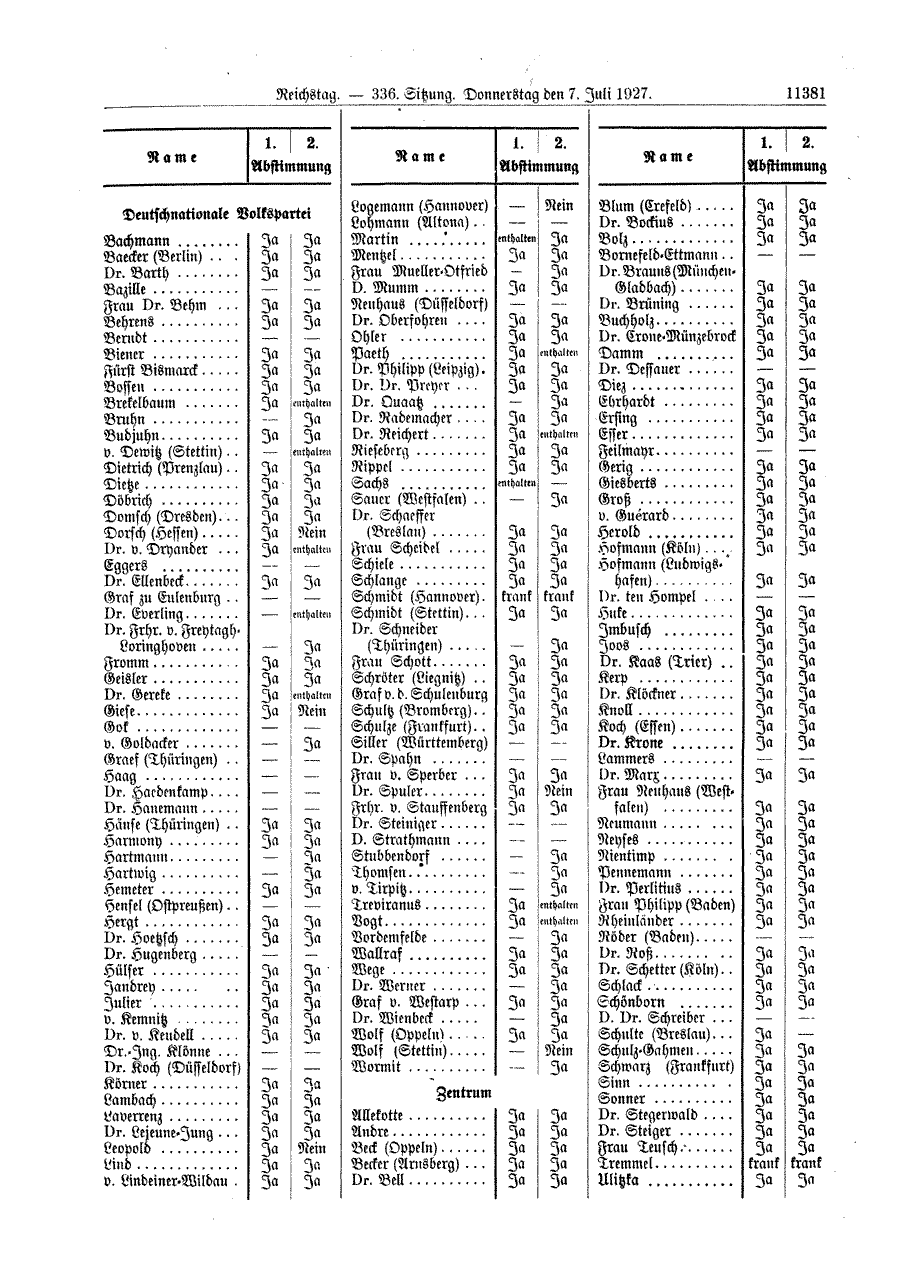 Reichstag. — 336. Sitzung. Donnerstag den 7. Juli 1927. 11381
Name 1. 2. Abstimmung
Deutschnationale Volkspartei
Bachmann ........ Ja Ja
Baecker (Berlin) .. . Ja Ja
Dr. Barth ........ Ja Ja
Bazille .......... — —
Frau Dr. Behm ... Ja Ja
Behrens .......... Ja Ja
Berndt .......... — —
Biener .......... Ja Ja
Fürst Bismarck ..... Ja Ja
Bossen .......... Ja Ja
Brekelbaum ....... Ja enthalten
Bruhn ........... — Ja
Budjuhn.......... Ja Ja
v. Dewitz (Stettin) .. — enthalten
Dietrich (Prenzlau) .. Ja Ja
Dietze ........... Ja Ja
Döbrich .......... Ja Ja
Domsch (Dresden)... Ja Ja
Dorsch (Hessen) ..... Ja Nein
Dr. v. Dryander ... Ja enthalten
Eggers .......... — —
Dr. Ellenbeck....... Ja Ja
Graf zu Eulenburg .. — —
Dr. Everling....... — enthalten
Dr. Frhr. v. Freytagh-
Loringhoven ..... — Ja
Fromm........... Ja Ja
Geisler .......... Ja Ja
Dr. Gereke ....... Ja enthalten
Giese............ Ja Nein
Gok ............ — —
v. Goldacker ....... — Ja
Graef (Thüringen) .. — —
Haag ........... — —
Dr. Haedenkamp.... — —
Dr. Hanemann..... — —
Hänse (Thüringen) .. Ja Ja
Harmony ......... Ja Ja
Hartmann......... — Ja
Hartwig .......... — Ja
Hemeter ......... Ja Ja
Hensel (Ostpreußen) .. — —
Hergt ........... Ja Ja
Dr. Hoetzsch ....... Ja Ja
Dr. Hugenberg ..... — —
Hülser .......... Ja Ja
Jandrey ..... .. Ja Ja
Julier ........... Ja Ja
v. Kemnitz ........ Ja Ja
Dr. v. Keudell ..... Ja Ja
Dr.-Ing. Klönne ... — —
Dr. Koch (Düsseldorf) — —
Körner .......... Ja Ja
Lambach ......... Ja Ja
Laverrenz ......... Ja Ja
Dr. Lejeune-Jung ... Ja Ja
Leopold .......... Ja Nein
Lind ............ Ja Ja
v. Lindeiner-Wildau . Ja Ja
Name 1. 2. Abstimmung
Logemann (Hannover) — Nein
Lohmann (Altona) .. — —
Martin .......... enthalten Ja
Mentzel .......... Ja Ja
Frau Mueller-Otfried — Ja
D. Mumm ........ Ja Ja
Neuhaus (Düsseldorf) — —
Dr. Oberfohren .... Ja Ja
Ohler ........... Ja Ja
Paeth ........... Ja enthalten
Dr. Philipp (Leipzig). Ja Ja
Dr. Dr. Preyer ... Ja Ja
Dr. Quaatz ....... — Ja
Dr. Rademacher .... Ja Ja
Dr. Reichert....... Ja enthalten
Rieseberg ......... Ja Ja
Rippel .......... Ja Ja
Sachs ........... enthalten —
Sauer (Westfalen) .. — Ja
Dr. Schaeffer
(Breslau) ....... Ja Ja
Frau Scheidel ..... Ja Ja
Schiele .......... Ja Ja
Schlange ......... Ja Ja
Schmidt (Hannover). krank krank
Schmidt (Stettin)... Ja Ja
Dr. Schneider
(Thüringen) ..... — Ja
Frau Schott....... Ja Ja
Schröter (Liegnitz) .. Ja Ja
Graf v. d. Schulenburg Ja Ja
Schultz (Bromberg).. Ja Ja
Schulze (Frankfurt).. Ja Ja
Siller (Württemberg) — —
Dr. Spahn ....... — —
Frau v. Sperber ... Ja Ja
Dr. Spuler........ Ja Nein
Frhr. v. Stauffenberg Ja Ja
Dr. Steiniger ...... — —
D. Strathmann .... — —
Stubbendorf ...... — Ja
Thomsen.......... — Ja
v. Tirpitz......... — Ja
Treviranus ........ Ja enthalten
Vogt............ Ja enthalten
Vordemfelde ....... — Ja
Wallraf .......... Ja Ja
Wege ........... Ja Ja
Dr. Werner ....... — Ja
Graf v. Westarp ... Ja Ja
Dr. Wienbeck ..... — Ja
Wolf (Oppeln) ..... Ja Ja
Wolf (Stettin)..... — Nein
Wormit .......... — Ja
Zentrum
Allekotte ......... Ja Ja
Andre ........... Ja Ja
Beck (Oppeln)...... Ja Ja
Becker (Arnsberg) ... Ja Ja
Dr. Bell .......... Ja Ja
Name 1. 2. Abstimmung
Blum (Crefeld) ..... Ja Ja
Dr. Bockius ....... Ja Ja
Bolz ............. Ja Ja
Bornefeld-Ettmann .. — —
Dr. Brauns (München-
Gladbach) ....... Ja Ja
Dr. Brüning ...... Ja Ja
Buchholz.......... Ja Ja
Dr. Crone-Münzebrock Ja Ja
Damm .......... Ja Ja
Dr. Dessauer ...... — —
Diez ............ Ja Ja
Ehrhardt ......... Ja Ja
Ersing .......... Ja Ja
Esser............ Ja Ja
Feilmayr.......... — —
Gerig ........... Ja Ja
Giesberts ......... Ja Ja
Groß ........... Ja Ja
v. Guérard........ Ja Ja
Herold .......... Ja Ja
Hofmann (Köln) .... Ja Ja
Hofmann (Ludwigs-
hafen).......... Ja Ja
Dr. ten Hompel .... — —
Huke............ Ja Ja
Imbusch ......... Ja Ja
Joos ............ Ja Ja
Dr. Kaas (Trier) .. Ja Ja
Kerp ........... Ja Ja
Dr. Klöckner....... Ja Ja
Knoll ........... Ja Ja
Koch (Essen)....... Ja Ja
Dr. Krone ........ Ja Ja
Lammers ......... — —
Dr. Marx......... Ja Ja
Frau Neuhaus (West-
falen) ......... Ja Ja
Neumann ..... ... Ja Ja
Neyses .......... Ja Ja
Nientimp ....... . Ja Ja
Pennemann ....... Ja Ja
Dr. Perlitius ...... Ja Ja
Frau Philipp (Baden) Ja Ja
Rheinländer ....... Ja Ja
Röder (Baden)..... — —
Dr. Roß....... .. Ja Ja
Dr. Schetter (Köln).. Ja Ja
Schlack .......... Ja Ja
Schönborn ....... Ja Ja
D. Dr. Schreiber ... — —
Schulte (Breslau)... Ja —
Schulz-Gahmen..... Ja Ja
Schwarz (Frankfurt) Ja Ja
Sinn .......... . Ja Ja
Sonner .......... Ja Ja
Dr. Stegerwald .... Ja Ja
Dr. Steiger ....... Ja Ja
Frau Teusch....... Ja Ja
Tremmel.......... krank krank
Ulitzka .......... Ja Ja